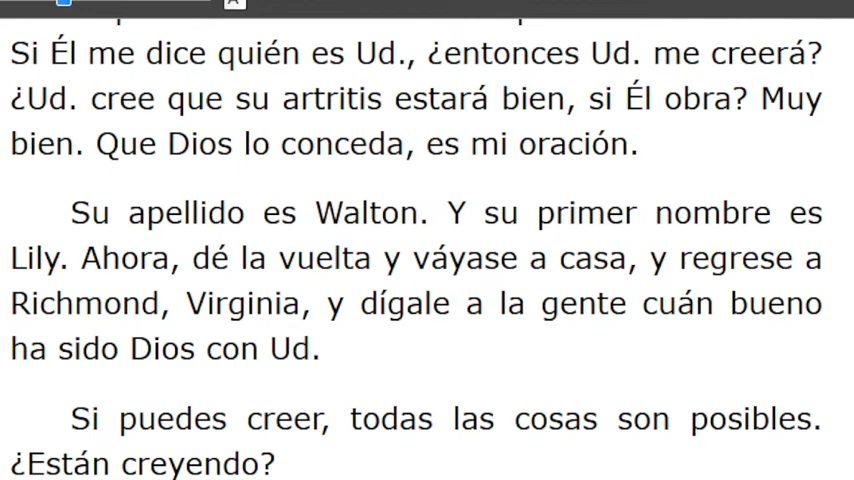 Si Él me dice quién es Ud., ¿entonces Ud. me creerá?
¿Ud. cree que su artritis estará bien, si Él obra? Muy
bien. Que Dios lo conceda, es mi oración.
Su apellido es Walton. Y su primer nombre es
Lily. Ahora, dé la vuelta y váyase a casa, y regrese a
Richmond, Virginia, y dígale a la gente cuán bueno
ha sido Dios con Ud.
Si puedes creer, todas las cosas son posibles.
¿Están creyendo?